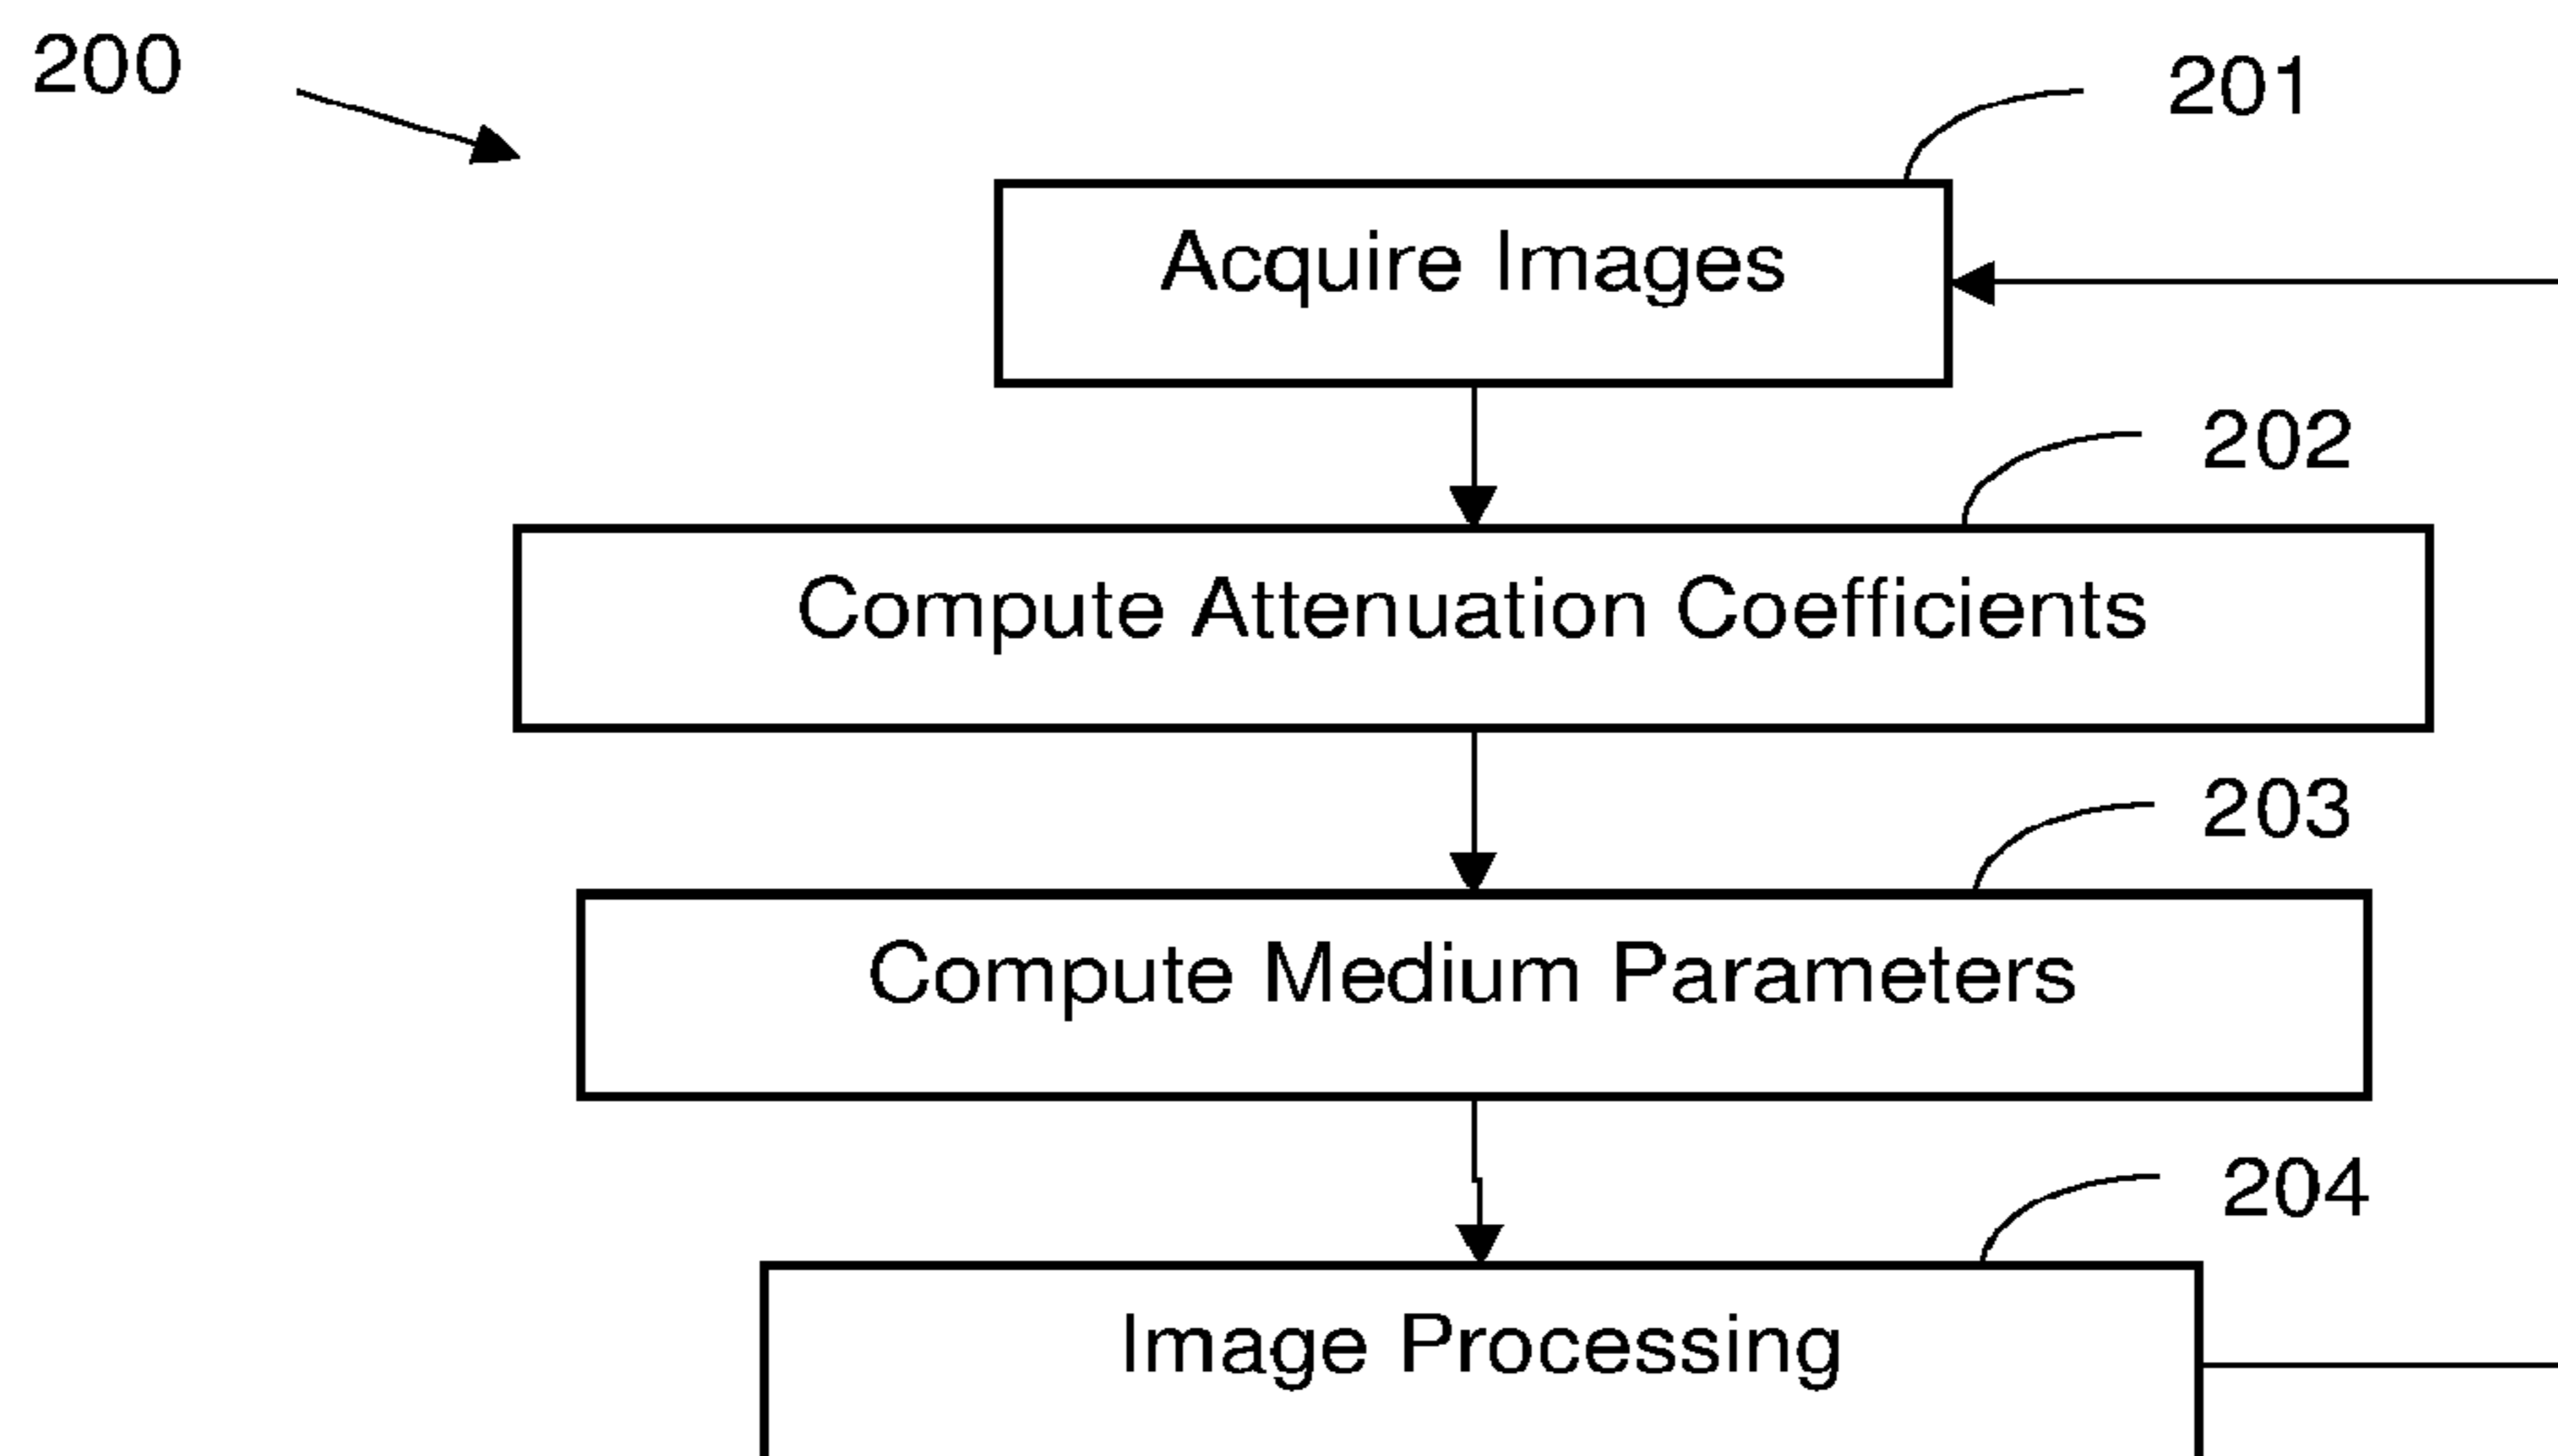 200
201
Acquire Images
202
Compute Attenuation Coefficients
203
Compute Medium Parameters
204
Image Processing